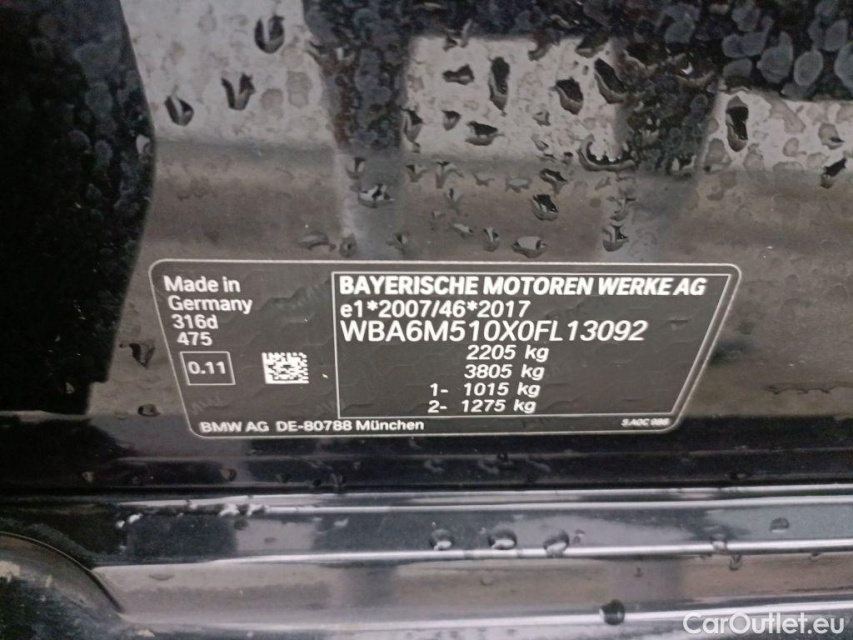 Made in
Germany
316d
475
0.11
BAYERISCHE MOTOREN WERKE AG
e1*2007/46*2017
WBA6M510X0FL13092
2205 kg
3805 kg
1- 1015 kg
2- 1275 kg
BMW AG DE-80788 München
CarOutlet.eu